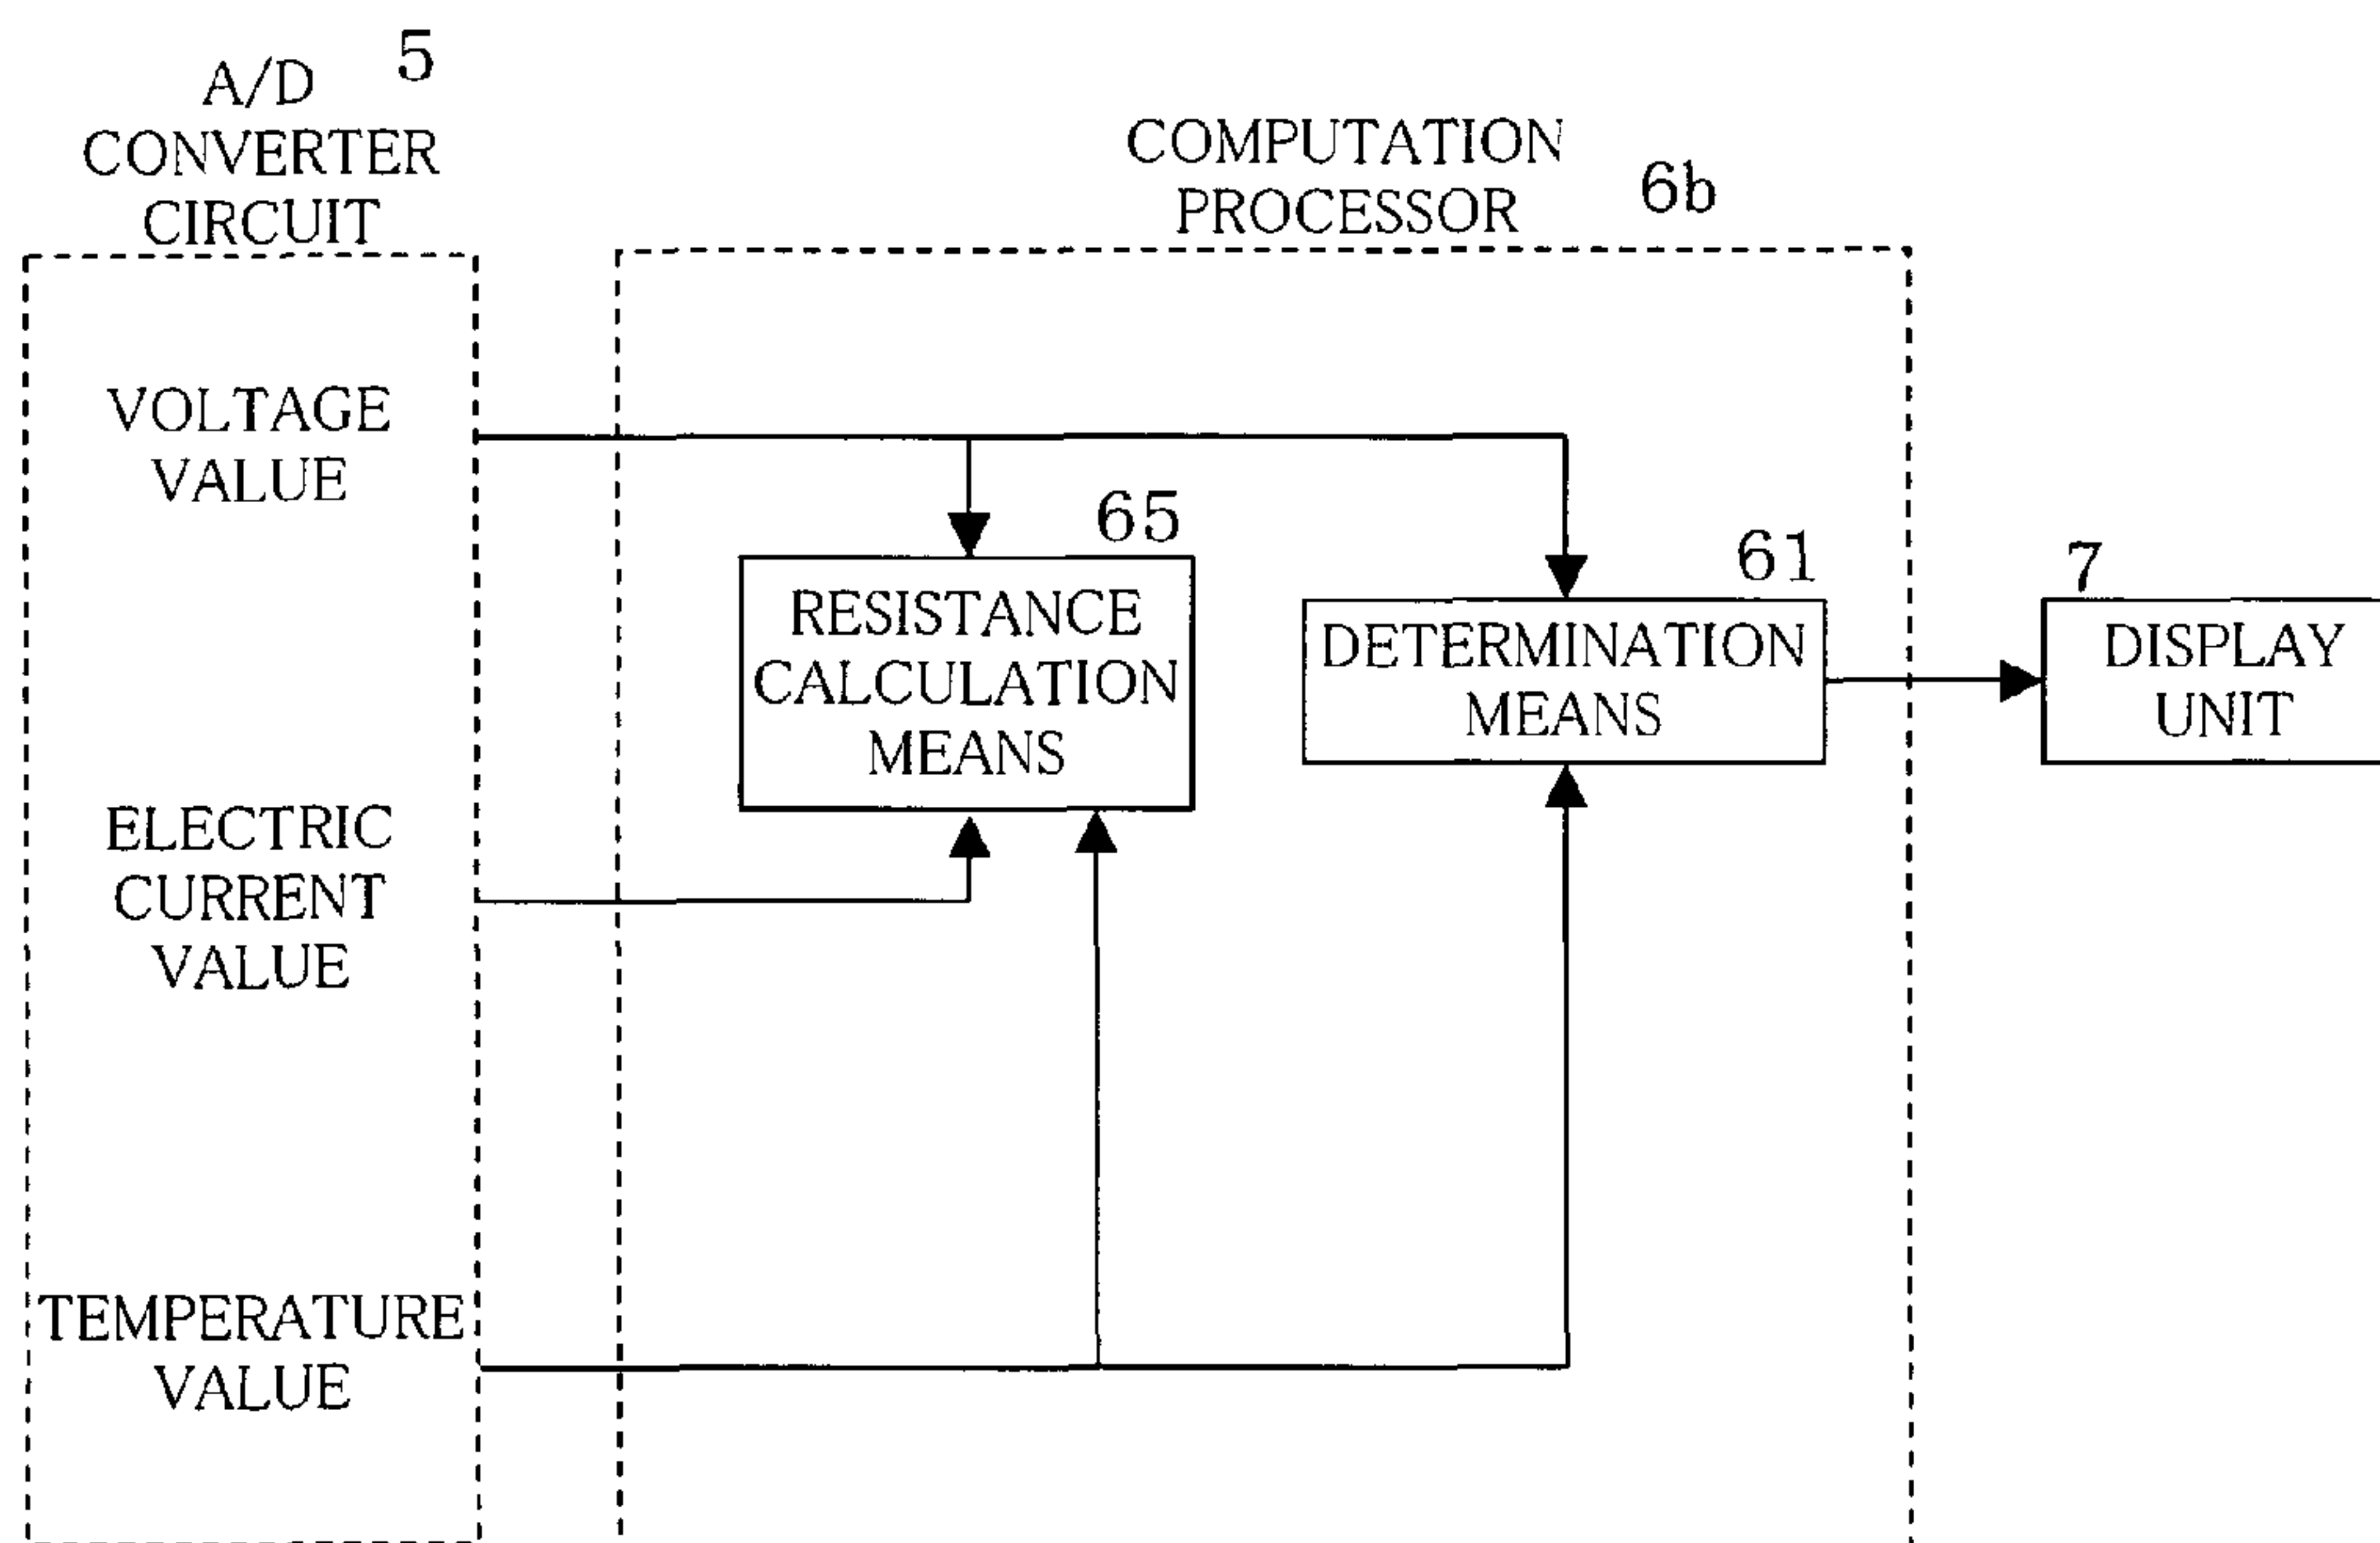 5
A/D
CONVERTER
CIRCUIT
COMPUTATION
PROCESSOR
6b
VOLTAGE
VALUE
65
RESISTANCE
CALCULATION
MEANS
61
DETERMINATION
MEANS
7
DISPLAY
UNIT
ELECTRIC
CURRENT
VALUE
TEMPERATURE
VALUE